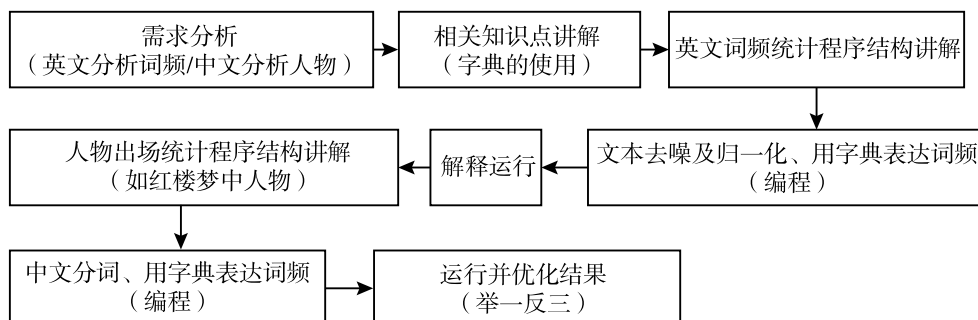 需求分析
（英文分析词频/中文分析人物）
相关知识点讲解
（字典的使用）
英文词频统计程序结构讲解
文本去噪及归一化、用字典表达词频
（编程）
解释运行
人物出场统计程序结构讲解
（如红楼梦中人物）
中文分词、用字典表达词频
（编程）
运行并优化结果
（举一反三）